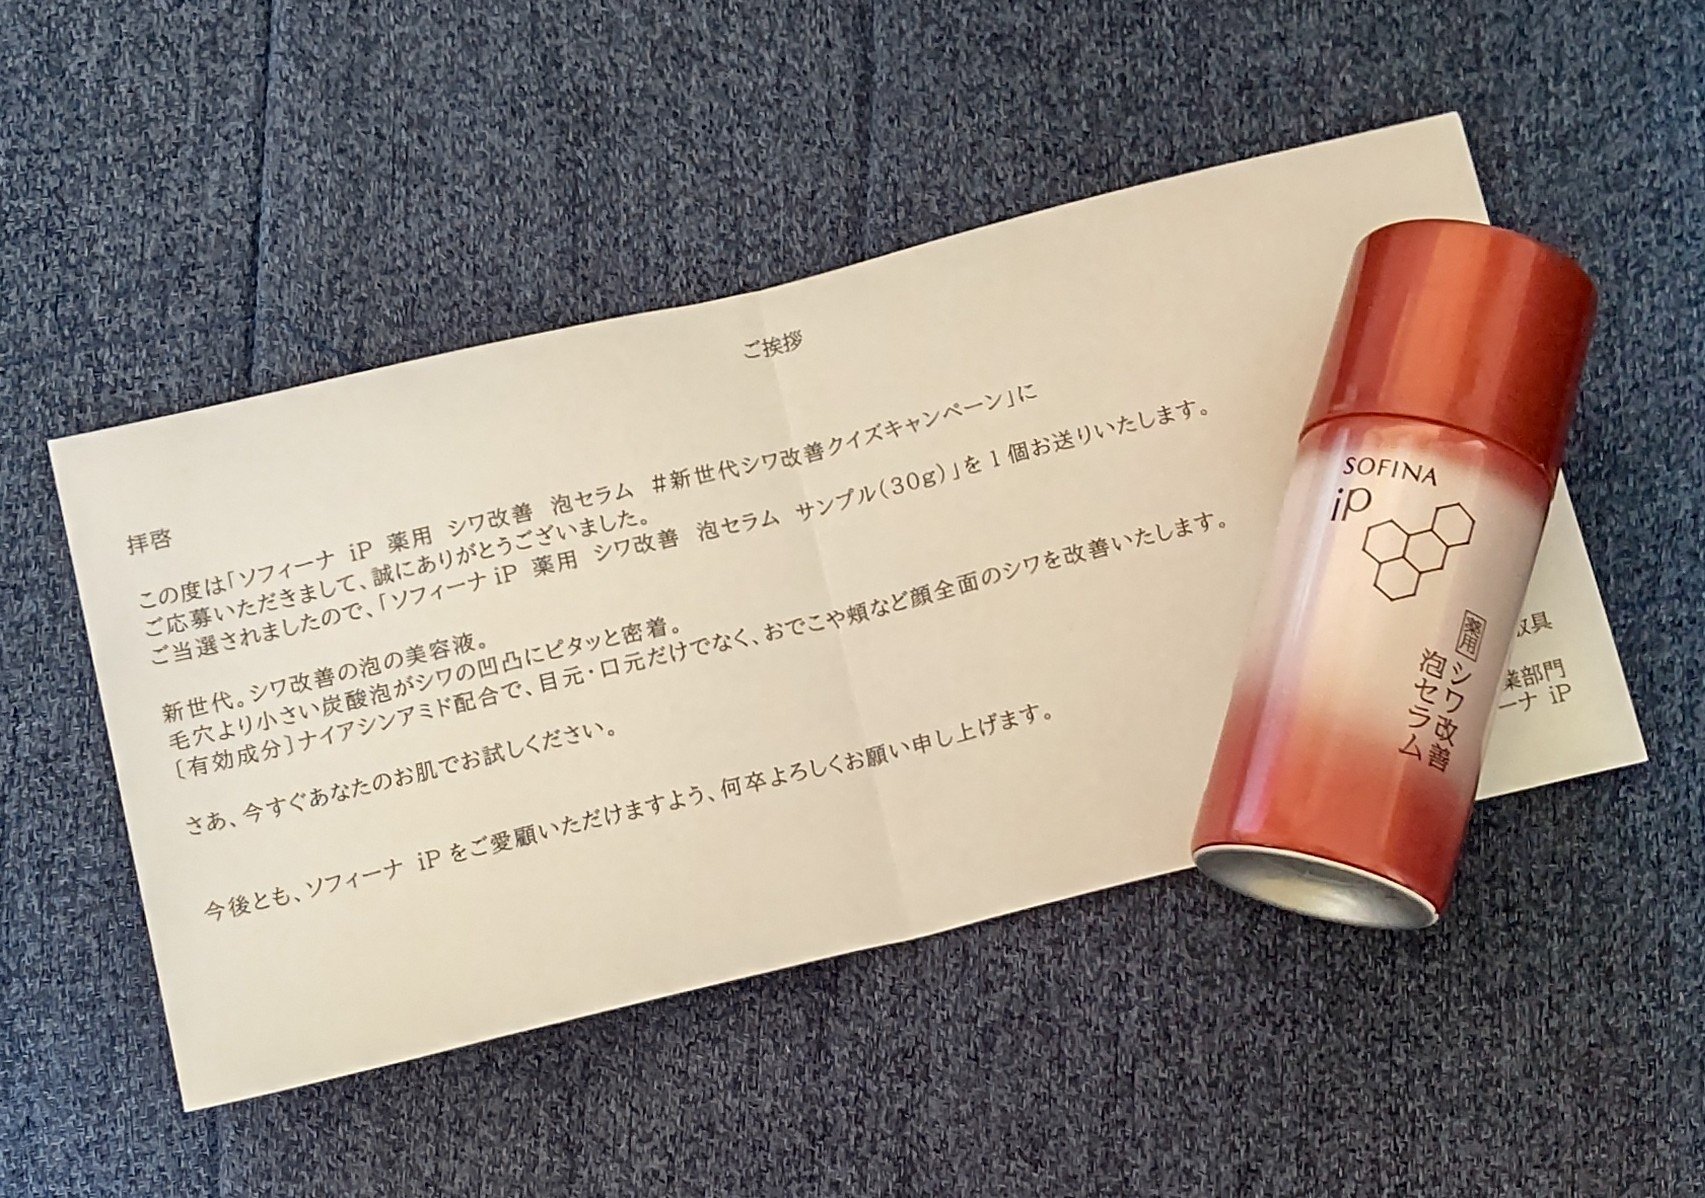 ご挨拶
拝啓
この度は「ソフィーナ iP 薬用 シワ改善 泡セラム #新世代シワ改善クイズキャンペーン」に
ご応募いただきまして、誠にありがとうございました。
ご当選されましたので、「ソフィーナiP 薬用 シワ改善 泡セラム サンプル(30g)」を1個お送りいたします。
新世代。シワ改善の泡の美容液。
毛穴より小さい炭酸泡がシワの凹凸にピタッと密着。
〔有効成分〕ナイアシンアミド配合で、目元・口元だけでなく、おでこや頬など顔全面のシワを改善いたします。
さあ、今すぐあなたのお肌でお試しください。
今後とも、ソフィーナ iPをご愛顧いただけますよう、何卒よろしくお願い申し上げます。
敬具
業部門
ーナ iP
SOFINA
iP
薬用
シワ改善
泡セラム